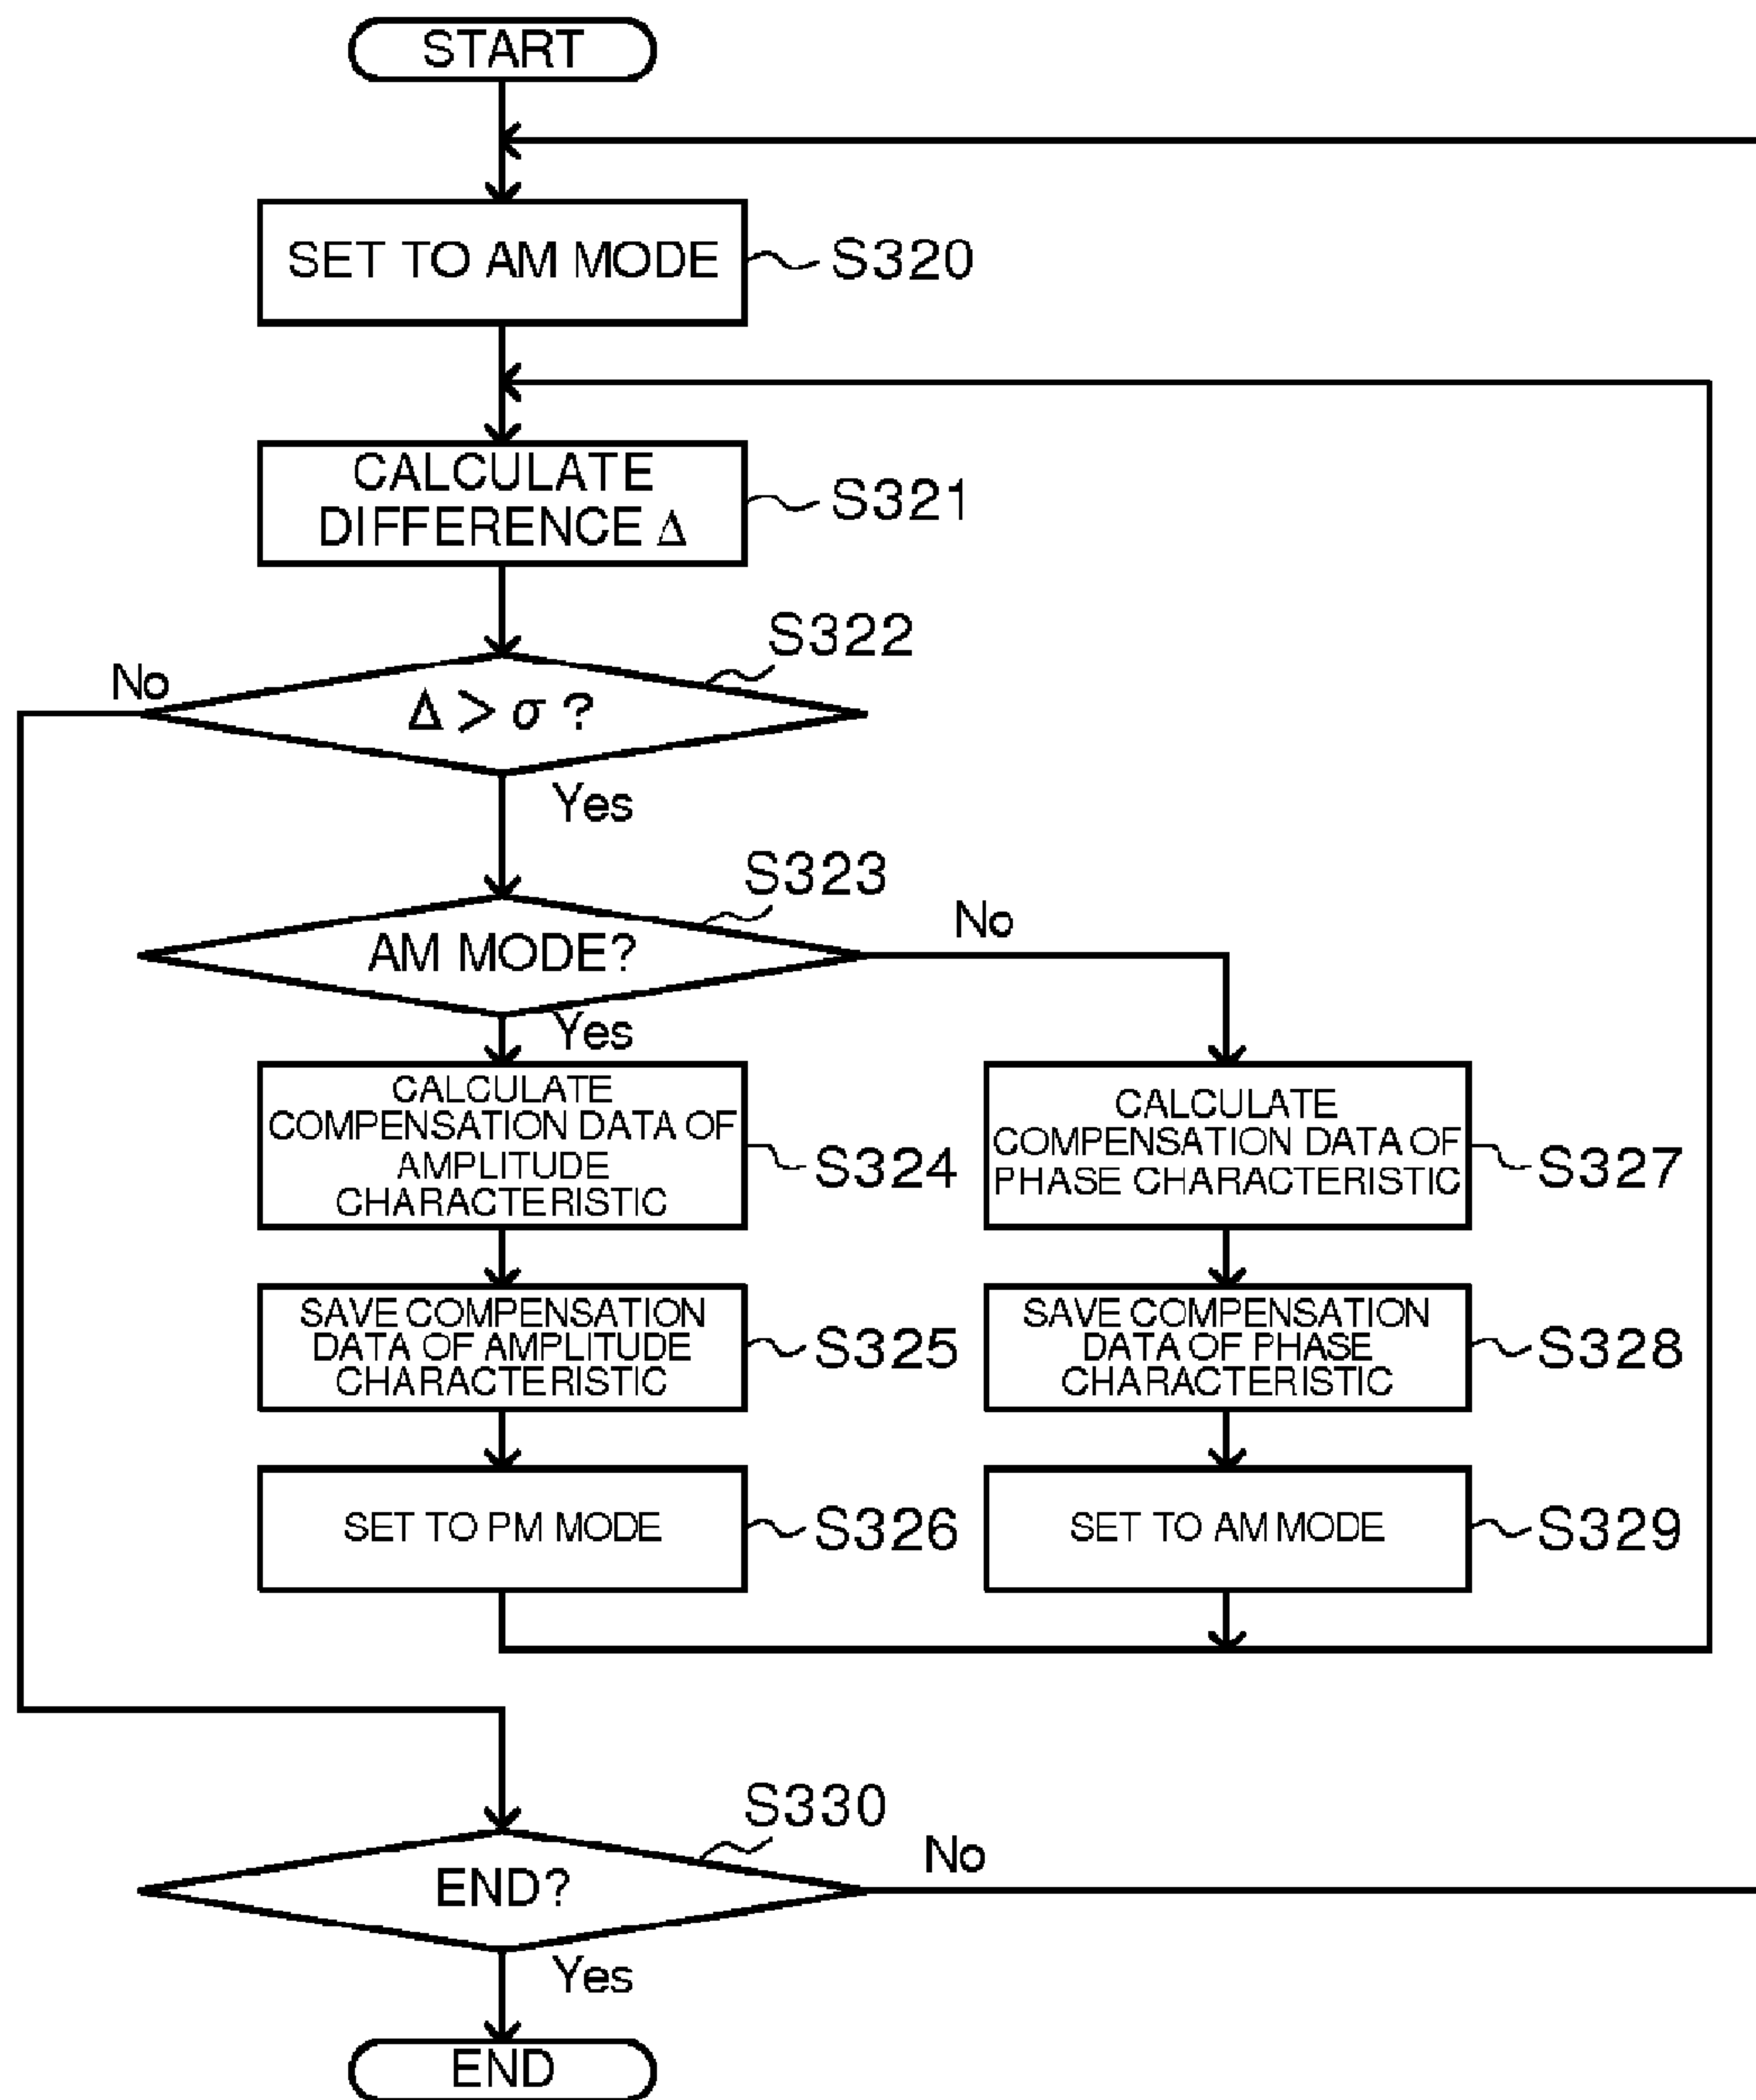 START
SET TO AM MODE
S320
CALCULATE
DIFFERENCE Δ
S321
S322
No
Δ > σ ?
Yes
S323
AM MODE?
No
Yes
CALCULATE
COMPENSATION DATA OF
AMPLITUDE
CHARACTERISTIC
S324
CALCULATE
COMPENSATION DATA OF
PHASE CHARACTERISTIC
S327
SAVE COMPENSATION
DATA OF AMPLITUDE
CHARACTERISTIC
S325
SAVE COMPENSATION
DATA OF PHASE
CHARACTERISTIC
S328
SET TO PM MODE
S326
SET TO AM MODE
S329
S330
END?
No
Yes
END